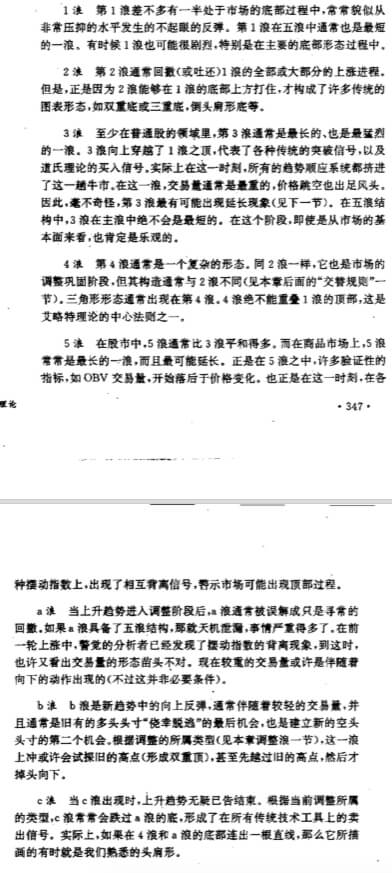 1浪 第1浪差不多有一半处于市场的底部过程中,常常貌似从
非常压抑的水平发生的不起眼的反弹。第1浪在五浪中通常也是最短
的一浪。有时候1浪也可能很剧烈,特别是在主要的底部形态过程中。
2浪 第2浪通常回撤(或吐还)1浪的全部或大部分的上涨进程。
但是,正是因为2浪能够在1浪的底部上方打住,才构成了许多传统的
图表形态,如双重底或三重底,倒头肩形底等。
3浪 至少在普通股的领域里,第3浪通常是最长的、也是最猛烈
的一浪。3浪向上穿越了1浪之顶,代表了各种传统的突破信号,以及
道氏理论的买入信号。实际上在这一时刻,所有的趋势顺应系统都挤进
了这一趟牛市。在这一浪,交易量通常是最重的,价格跳空也出足风头。
因此,毫不奇怪,第3浪最有可能出现延长现象(见下一节)。在五浪结
构中,3浪在主浪中绝不会是最短的。在这个阶段,即使是从市场的基
本面来看,也肯定是乐观的。
4浪 第4浪通常是一个复杂的形态。同2浪一样,它也是市场的
调整巩固阶段,但其构造通常与2浪不同(见本章后面的“交替规则”一
节)。三角形形态通常出现在第4浪。4浪绝不能重叠1浪的顶部,这是
艾略特理论的中心法则之一。
5浪 在股市中,5浪通常比3浪平和得多。而在商品市场上,5浪
常常是最长的一浪,而且最可能延长。正是在5浪之中,许多验证性的
指标,如OBV交易量,开始落后于价格变化。也正是在这一时刻,在各
理论
·347·
种摆动指数上,出现了相互背离信号,警示市场可能出现顶部过程。
a浪 当上升趋势进入调整阶段后,a浪通常被误解成只是寻常的
回撤。如果a浪具备了五浪结构,那就天机泄漏,事情严重得多了。在前
一轮上涨中,警觉的分析者已经发现了摆动指数的背离现象,到这时,
也许又看出交易量的形态苗头不对。现在较重的交易量或许是伴随着
向下的动作出现的(不过这并非必要条件)。
b浪 b浪是新趋势中的向上反弹,通常伴随着较轻的交易量,并
且通常是旧有的多头头寸“侥幸脱逃”的最后机会,也是建立新的空头
头寸的第二个机会。根据调整的所属类型(见本章调整浪一节),这一浪
上冲或许会试探旧的高点(形成双重顶),甚至先越过旧的高点,然后才
掉头向下。
c浪 当c浪出现时,上升趋势无疑已告结束。根据当前调整所属
的类型,c浪常常会跌过a浪的底,形成了在所有传统技术工具上的卖
出信号。实际上,如果在4浪和a浪的底部连出一根直线,那么它所描
画的有时就是我们熟悉的头肩形。